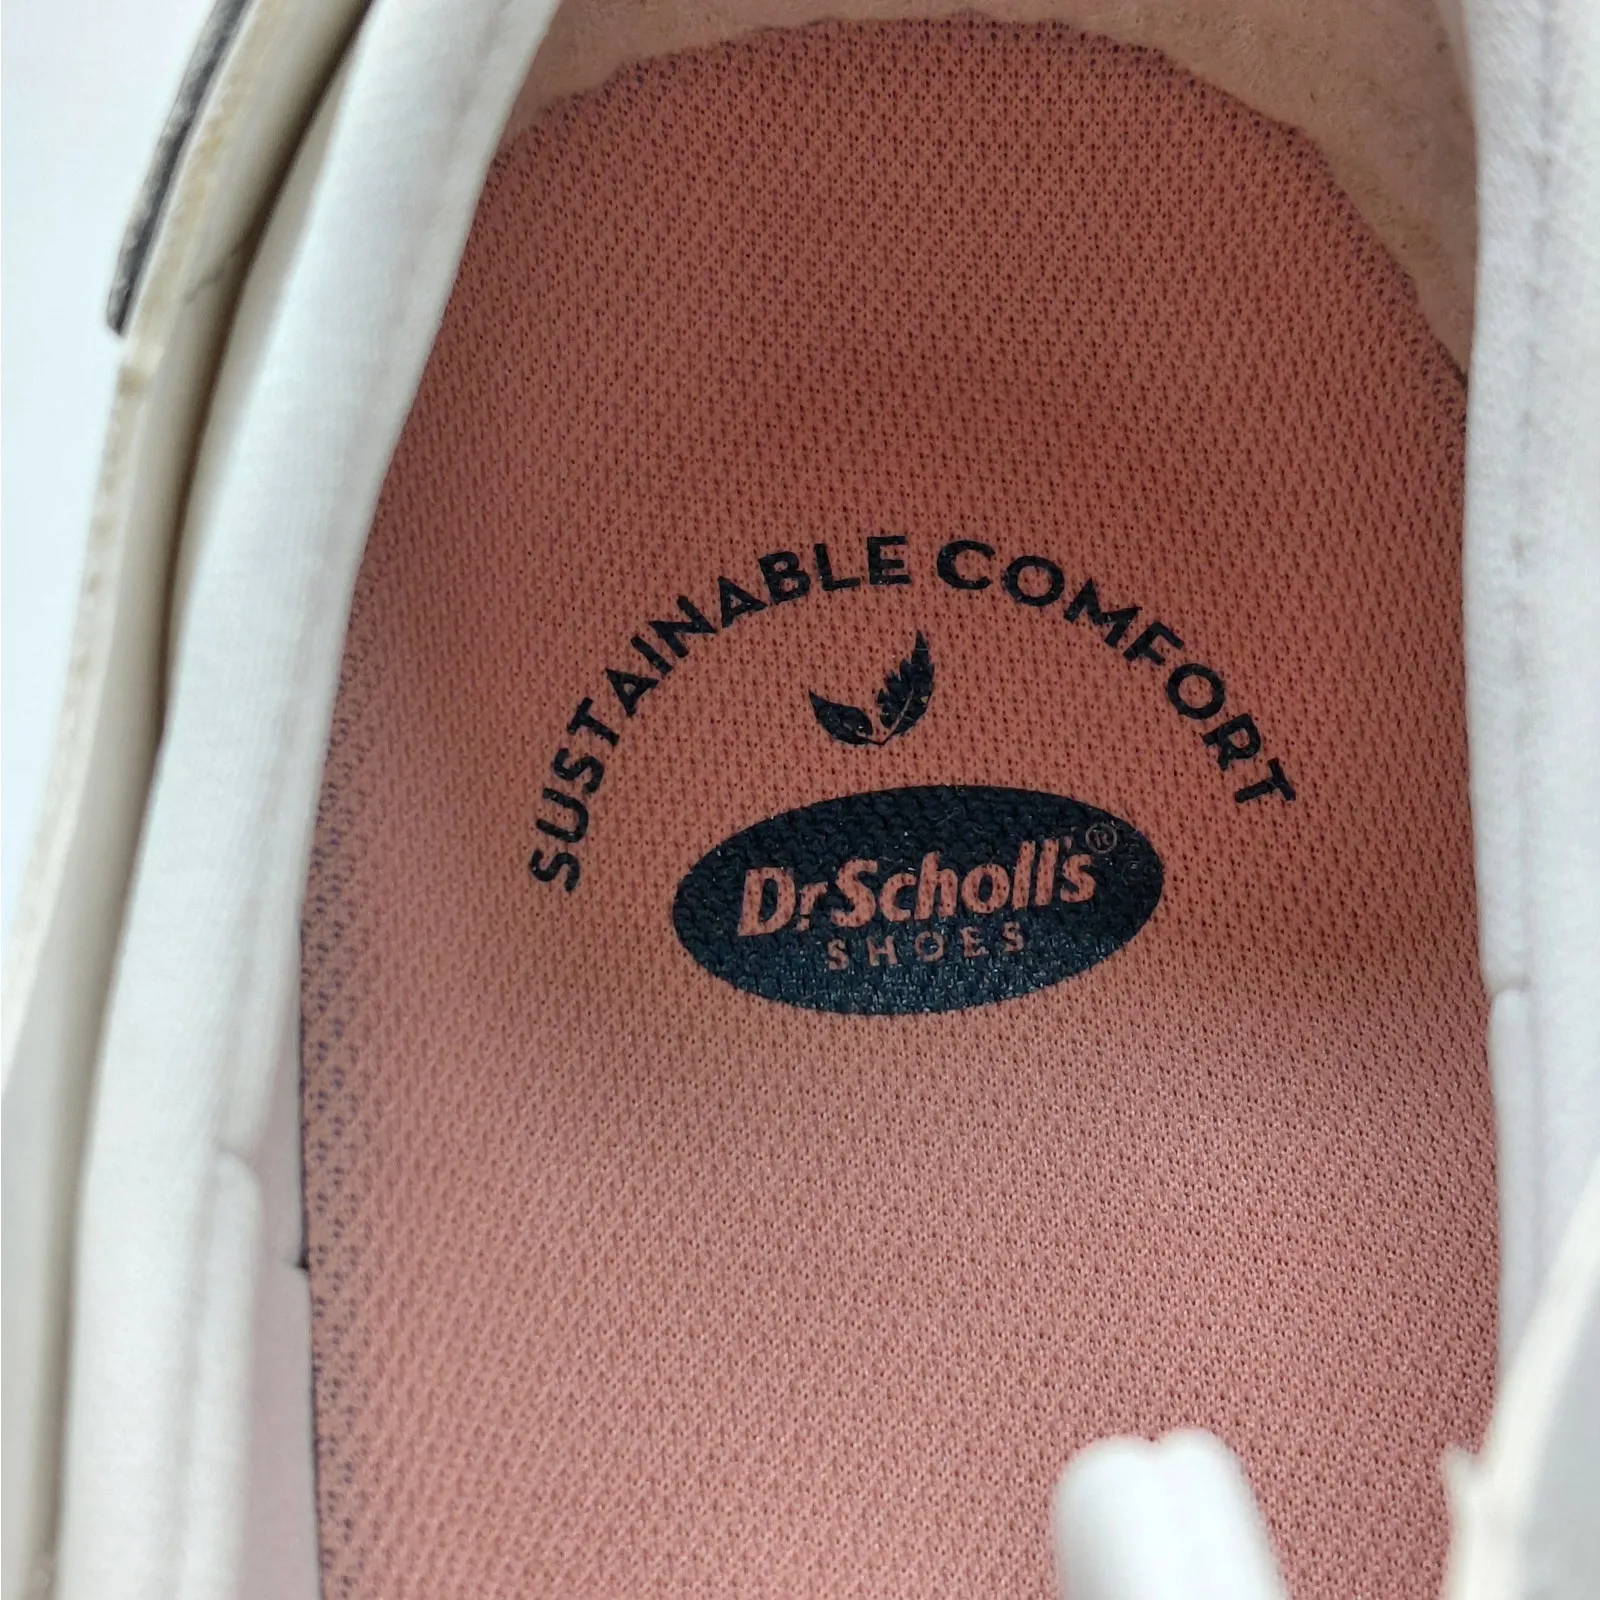 SUSTAINABLE COMFORT
Dr. Scholl's®
SHOES